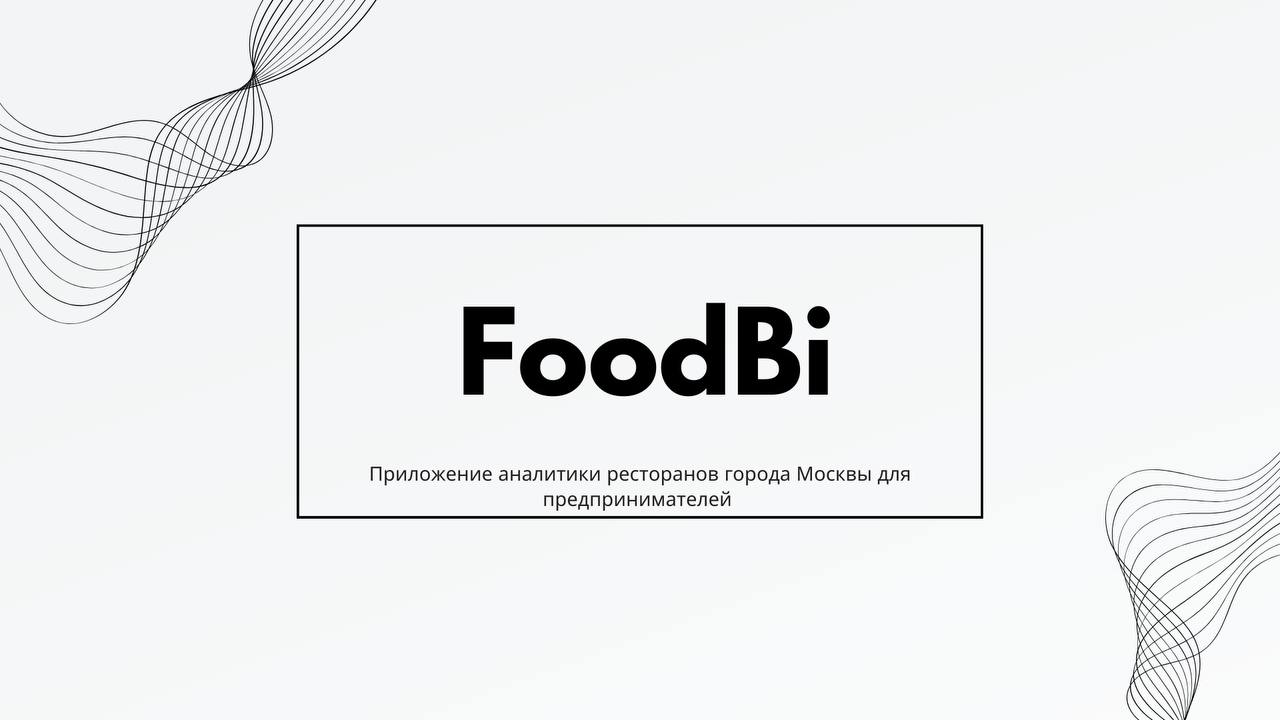 FoodBi
Приложение аналитики ресторанов города Москвы для
предпринимателей